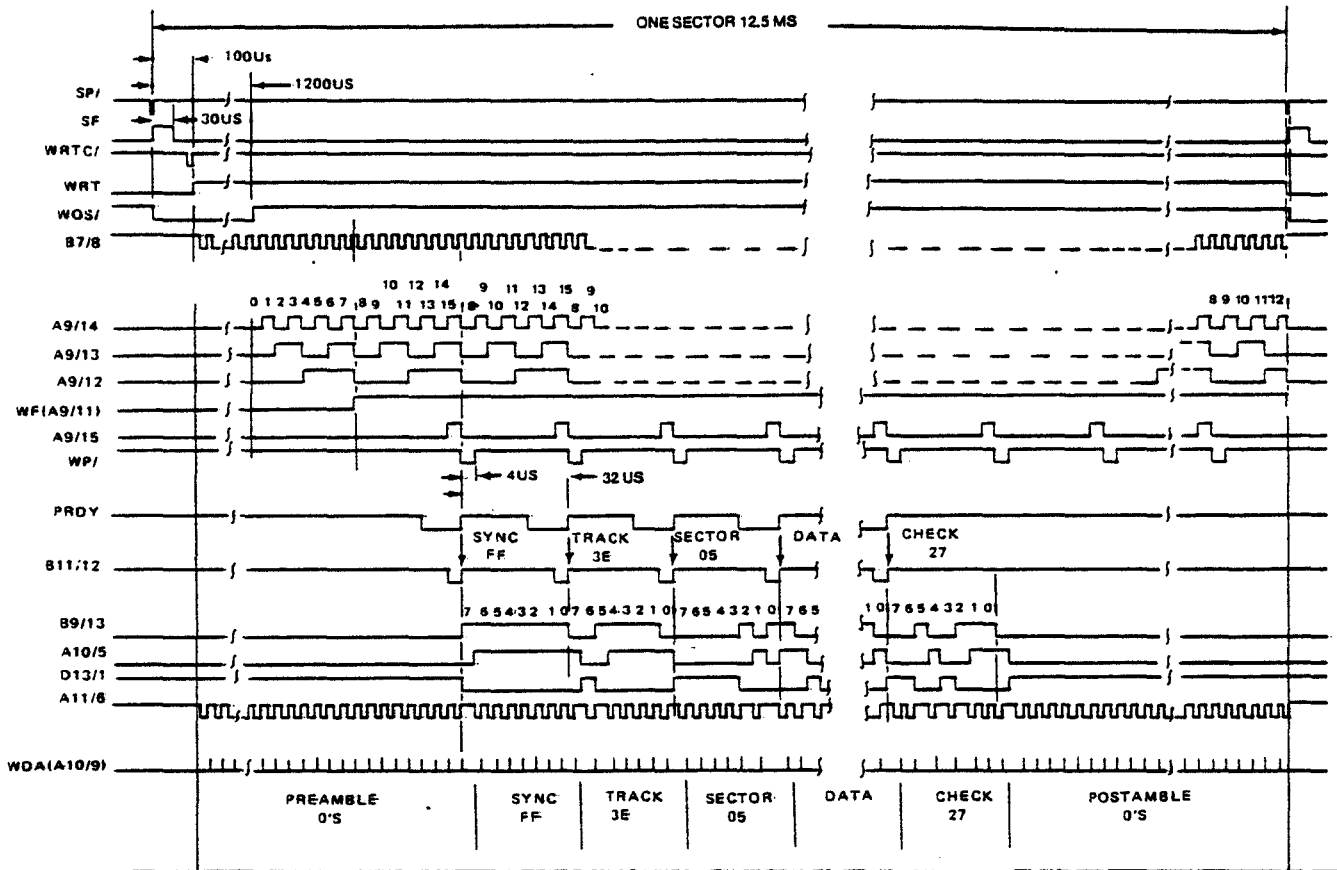 ONE SECTOR 12.5 MS
100Us
1200US
SP/
SF
30US
WRTC/
WRT
WOS/
B7/8
10 12 14 9 11 13 15 9
0 1 2 3 4 5 6 7 8 9 11 13 15 8 10 12 14 8 10
8 9 10 11 12
A9/14
A9/13
A9/12
WF(A9/11)
A9/15
WP/
4US
32US
PRDY
SYNC TRACK SECTOR DATA CHECK
FF 3E 05 27
B11/12
7 6 5 4 3 2 1 0 7 6 5 4 3 2 1 0 7 6 5 4 3 2 1 0 7 6 5 1 0 7 6 5 4 3 2 1 0
B9/13
A10/5
D13/1
A11/6
WDA(A10/9)
PREAMBLE SYNC TRACK SECTOR DATA CHECK POSTAMBLE
0'S FF 3E 05 27 0'S